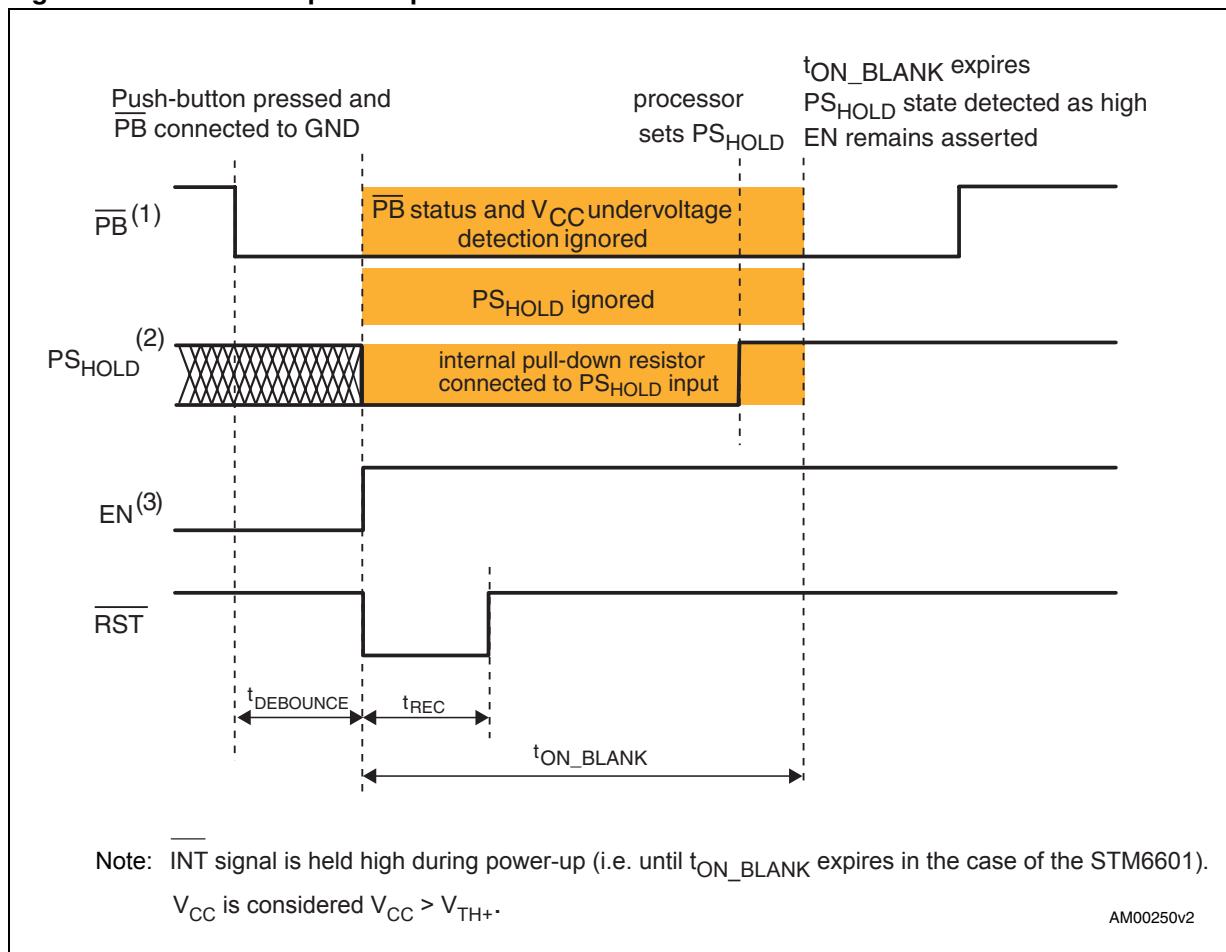 Push-button pressed and
PB connected to GND
processor
sets PSHOLD
tON_BLANK expires
PSHOLD state detected as high
EN remains asserted
PB(1)
PB status and VCC undervoltage
detection ignored
PSHOLD ignored
PSHOLD(2)
internal pull-down resistor
connected to PSHOLD input
EN(3)
RST
tDEBOUNCE
tREC
tON_BLANK
Note: INT signal is held high during power-up (i.e. until tON_BLANK expires in the case of the STM6601).
VCC is considered VCC > VTH+.
AM00250v2